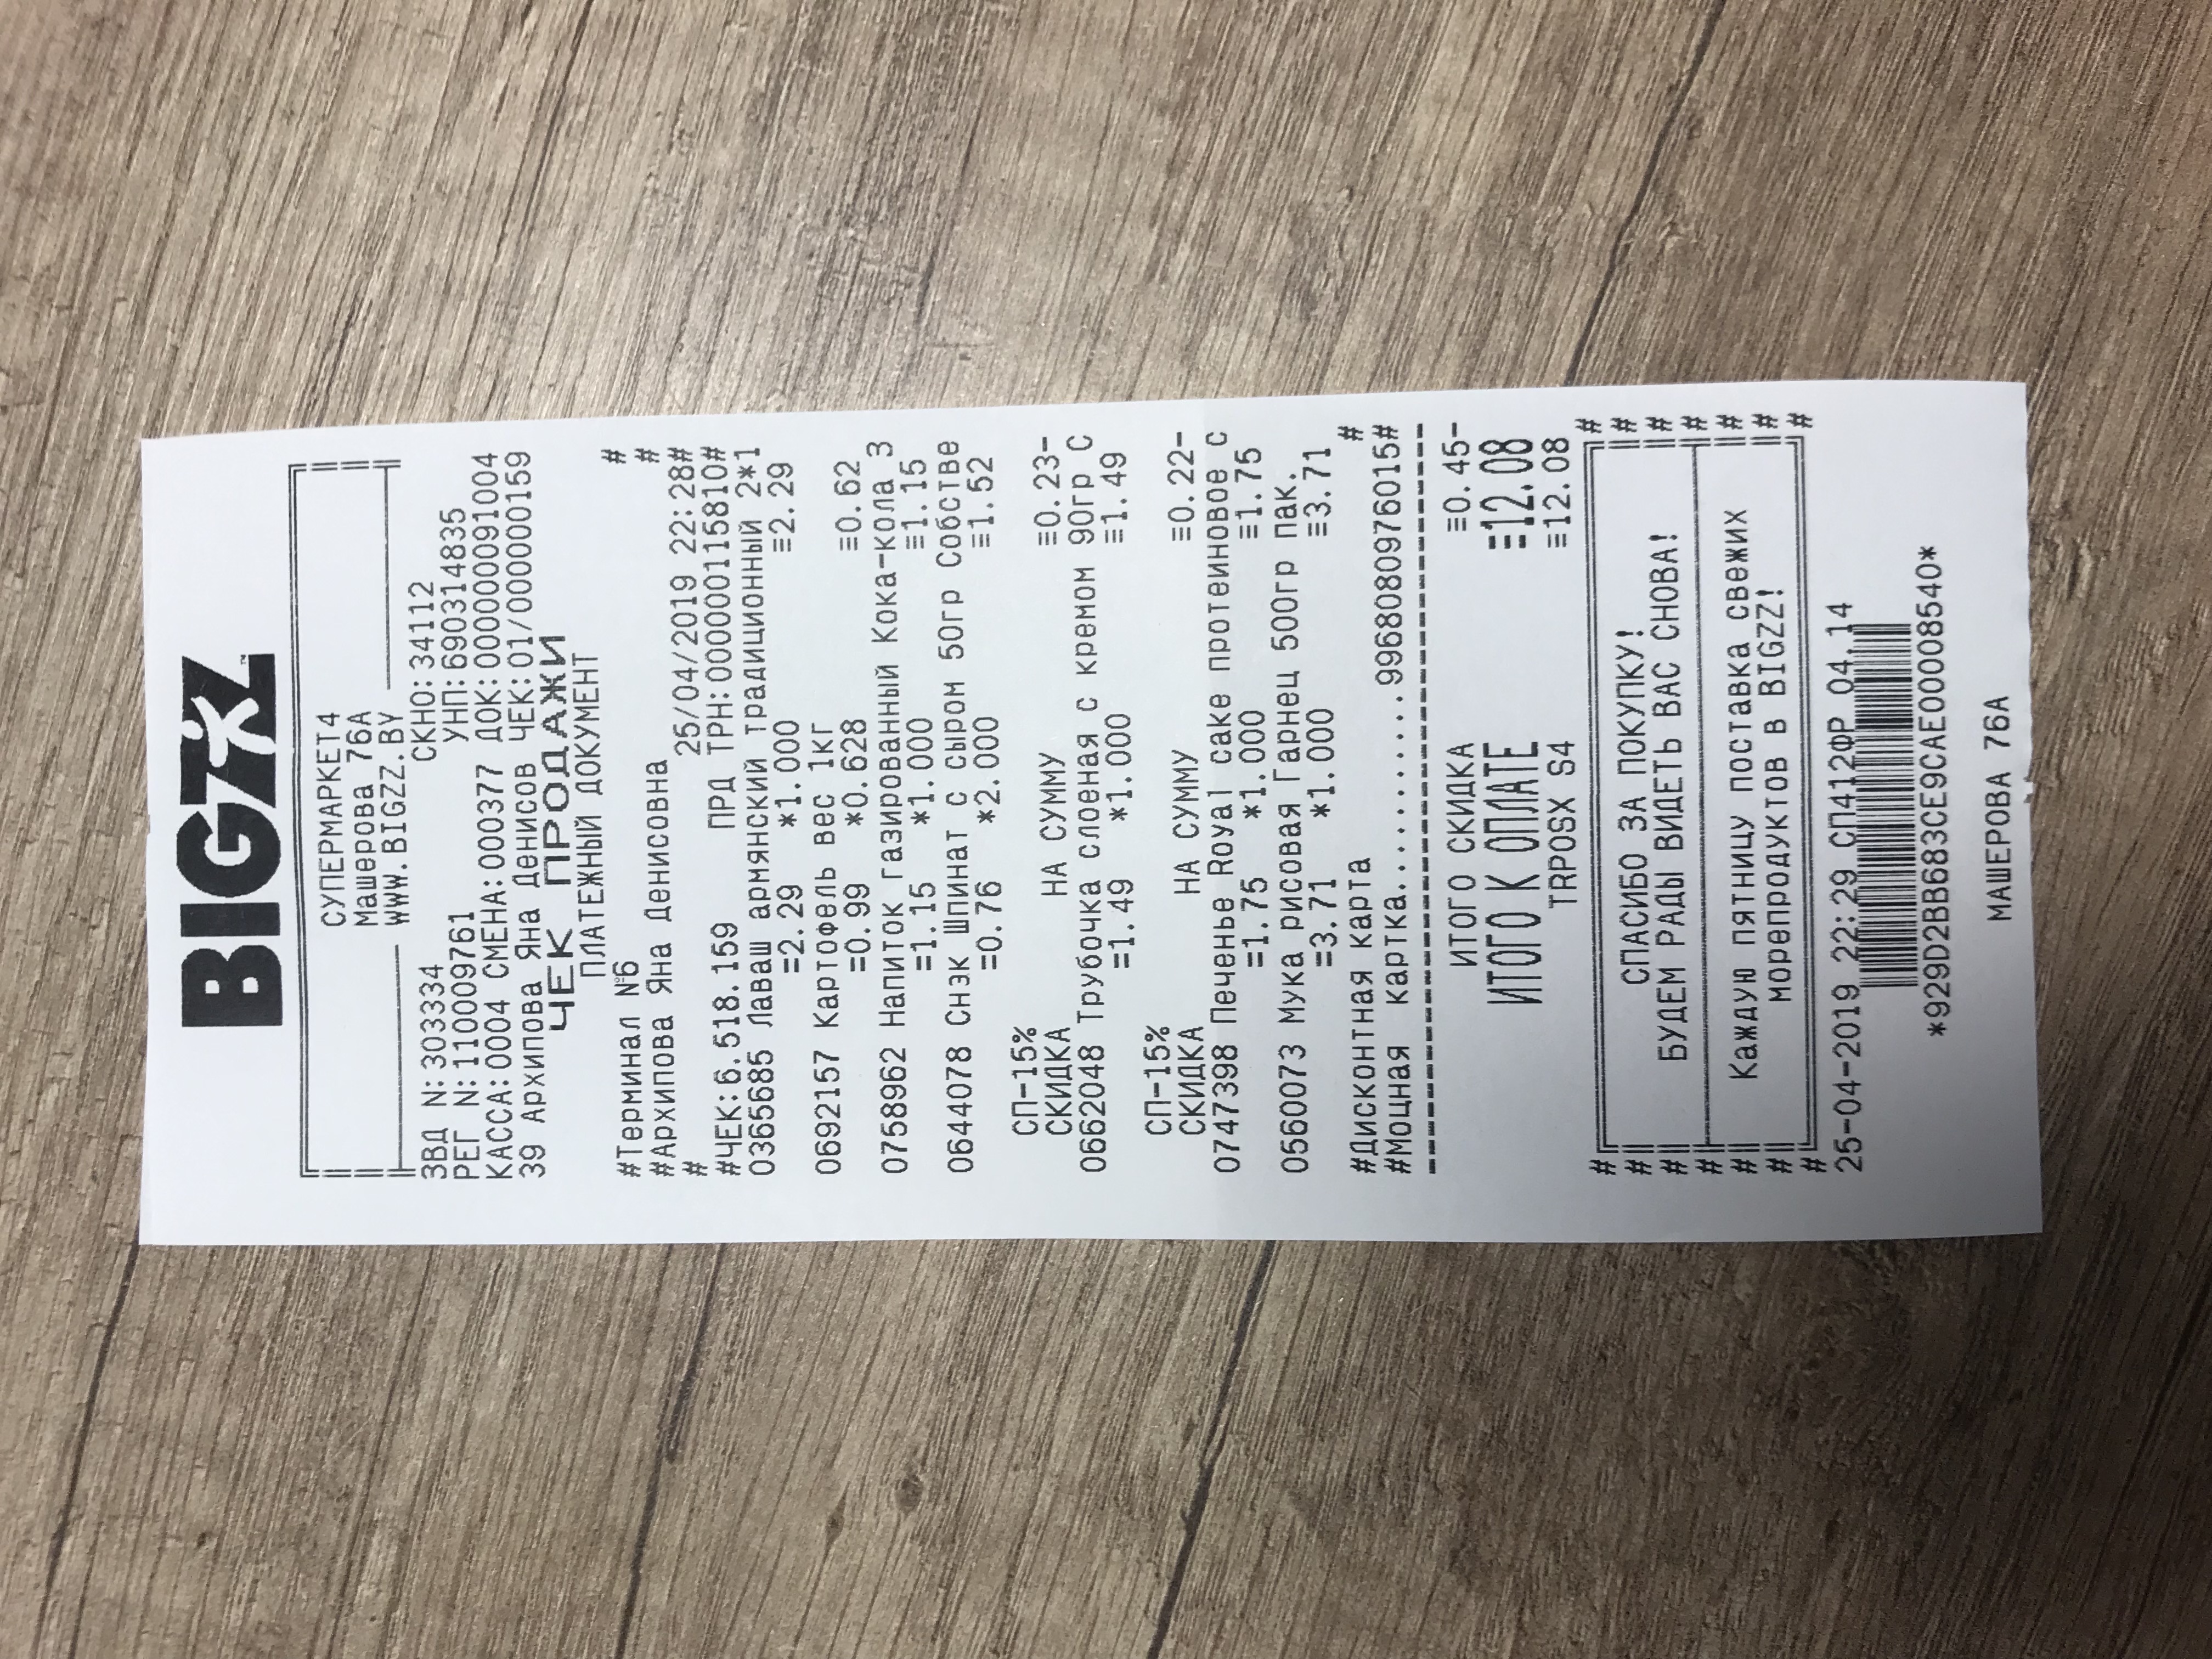 BIGZZ
СУПЕРМАРКЕТ4
Машерова 76А
WWW.BIGZZ.BY
ЗВД N:303334 СКНО:34112
РЕГ N:110009761 УНП:690314835
КАССА:0004 СМЕНА:000377 ДОК:000000091004
39 Архипова Яна Денисов ЧЕК:01/000000159
ЧЕК ПРОДАЖИ
ПЛАТЕЖНЫЙ ДОКУМЕНТ
#Терминал №6 #
#Архипова Яна Денисовна #
# 25/04/2019 22:28#
#ЧЕК:6.518.159 ПРД ТРН:000000115810#
0365685 Лаваш армянский традиционный 2*1
=2.29 *1.000 ≡2.29
0692157 Картофель вес 1кг
=0.99 *0.628 ≡0.62
0758962 Напиток газированный Кока-кола 3
=1.15 *1.000 ≡1.15
0644078 Снэк Шпинат с сыром 50гр Собстве
=0.76 *2.000 ≡1.52
СП-15%
СКИДКА НА СУММУ ≡0.23-
0662048 Трубочка слоеная с кремом 90гр С
=1.49 *1.000 ≡1.49
СП-15%
СКИДКА НА СУММУ ≡0.22-
0747398 Печенье Royal cake протеиновое с
=1.75 *1.000 ≡1.75
0560073 Мука рисовая Гарнец 500гр пак.
=3.71 *1.000 ≡3.71
#Дисконтная карта #
#Моцная картка...........9968080976015#
ИТОГО СКИДКА ≡0.45-
ИТОГО К ОПЛАТЕ ≡12.08
TRPOSX S4 ≡12.08
# #
# СПАСИБО ЗА ПОКУПКУ! #
# БУДЕМ РАДЫ ВИДЕТЬ ВАС СНОВА! #
# #
# Каждую пятницу поставка свежих #
# морепродуктов в BIGZZ! #
# #
25-04-2019 22:29 СП412ФР 04.14
*929D2BB683CE9CAE00008540*
МАШЕРОВА 76А